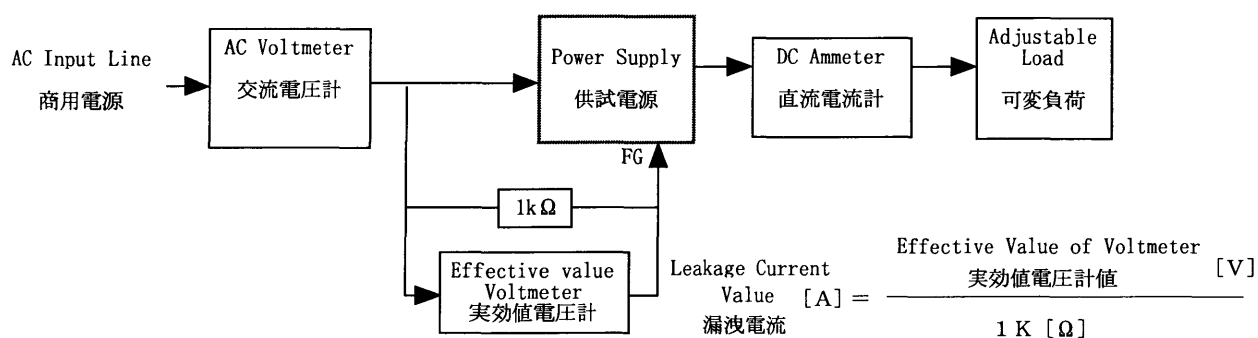 AC Input Line
商用電源
AC Voltmeter
交流電圧計
Power Supply
供試電源
DC Ammeter
直流電流計
Adjustable
Load
可変負荷
FG
1kΩ
Effective value
Voltmeter
実効値電圧計
Leakage Current
Value [A] =
漏洩電流
Effective Value of Voltmeter
実効値電圧計値 [V]
1 K [Ω]